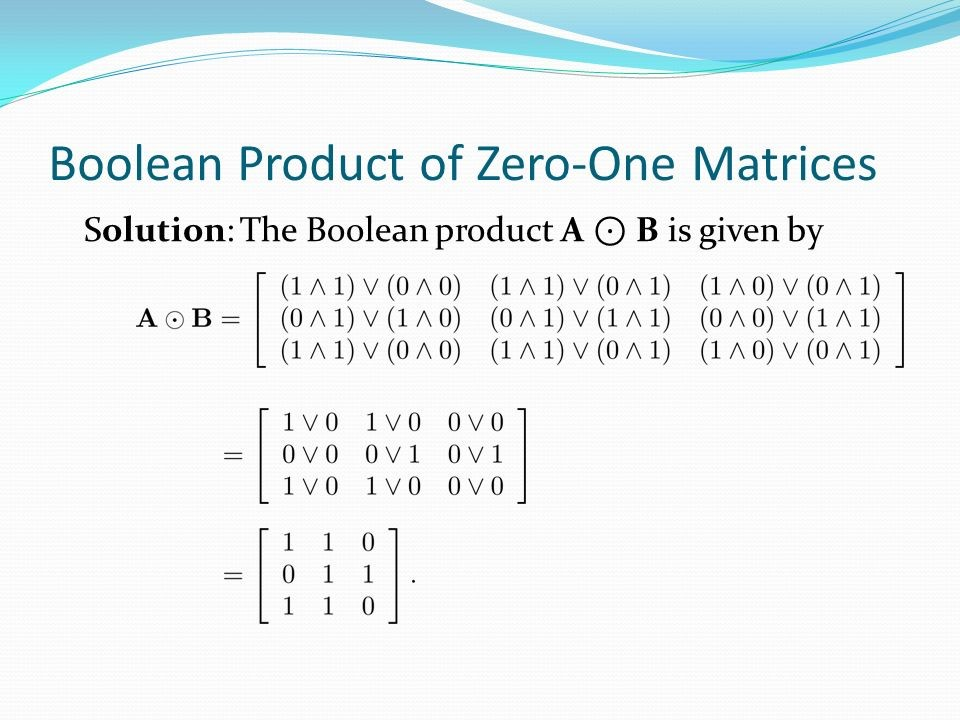 Boolean Product of Zero-One Matrices
Solution: The Boolean product A ⊙ B is given by
A ⊙ B = [ (1 ∧ 1) ∨ (0 ∧ 0) (1 ∧ 1) ∨ (0 ∧ 1) (1 ∧ 0) ∨ (0 ∧ 1)
(0 ∧ 1) ∨ (1 ∧ 0) (0 ∧ 1) ∨ (1 ∧ 1) (0 ∧ 0) ∨ (1 ∧ 1)
(1 ∧ 1) ∨ (0 ∧ 0) (1 ∧ 1) ∨ (0 ∧ 1) (1 ∧ 0) ∨ (0 ∧ 1) ]
= [ 1 ∨ 0 1 ∨ 0 0 ∨ 0
0 ∨ 0 0 ∨ 1 0 ∨ 1
1 ∨ 0 1 ∨ 0 0 ∨ 0 ]
= [ 1 1 0
0 1 1
1 1 0 ].